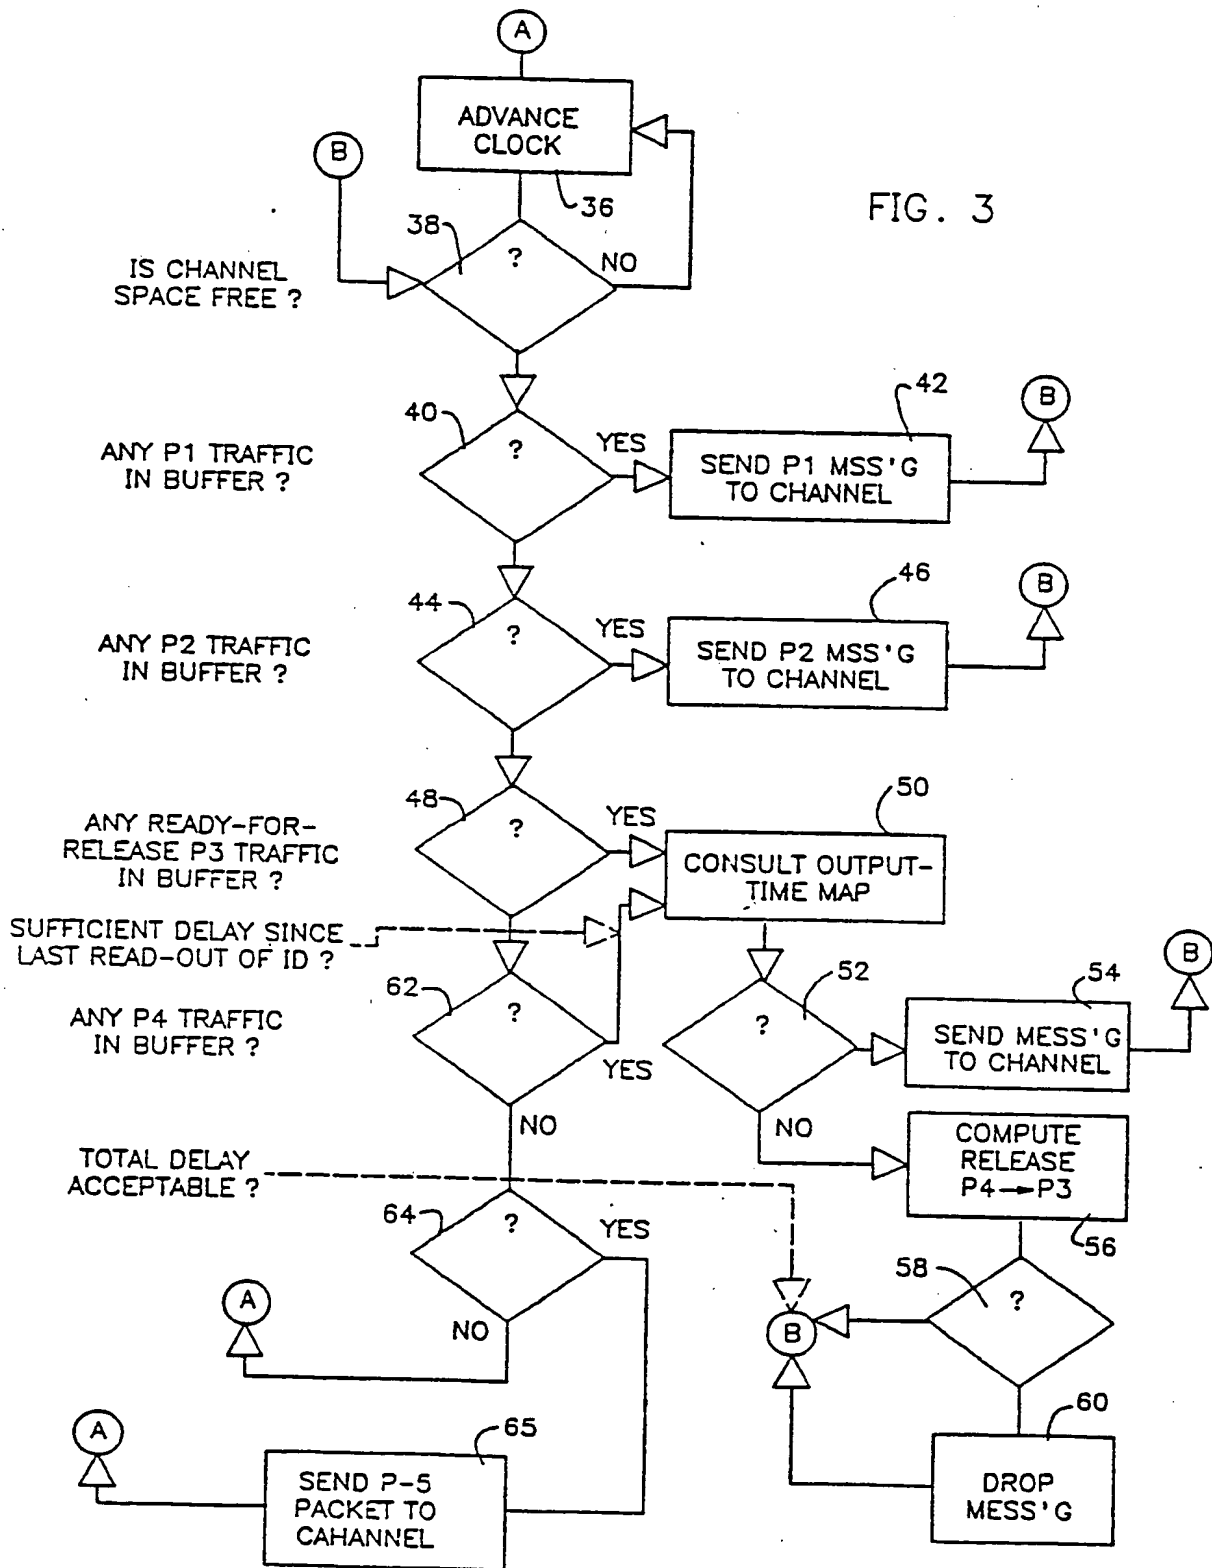 A
ADVANCE
CLOCK
B
36
FIG. 3
38
?
NO
IS CHANNEL
SPACE FREE ?
40
?
YES
42
B
ANY P1 TRAFFIC
IN BUFFER ?
SEND P1 MSS'G
TO CHANNEL
44
?
YES
46
B
ANY P2 TRAFFIC
IN BUFFER ?
SEND P2 MSS'G
TO CHANNEL
48
?
YES
50
ANY READY-FOR-
RELEASE P3 TRAFFIC
IN BUFFER ?
CONSULT OUTPUT-
TIME MAP
SUFFICIENT DELAY SINCE
LAST READ-OUT OF ID ?
62
?
YES
52
?
54
B
ANY P4 TRAFFIC
IN BUFFER ?
SEND MESS'G
TO CHANNEL
NO
NO
COMPUTE
RELEASE
P4→P3
56
TOTAL DELAY
ACCEPTABLE ?
64
?
YES
58
?
A
NO
B
60
DROP
MESS'G
A
65
SEND P-5
PACKET TO
CAHANNEL